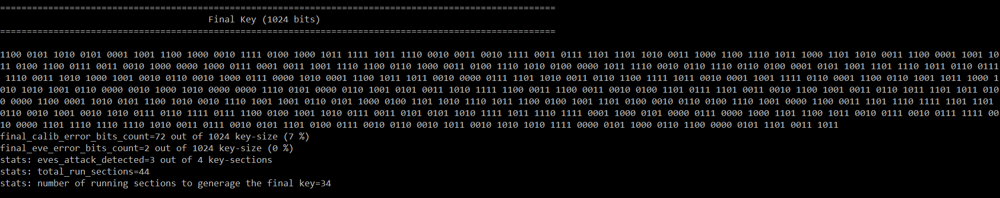 ========================================================================================================
Final Key (1024 bits)
========================================================================================================
1100 0101 1010 0101 0001 1001 1100 1000 0010 1111 0100 1000 1011 1111 1011 1110 0010 0011 0010 1111 0011 0111 1101 1101 1010 0011 1000 1100 1110 1011 1000 1101 1010 0011 1100 0001 1001 10
11 0100 1100 0111 0011 0010 1000 0000 1000 0111 0001 0011 1001 1110 1100 0110 1000 0011 0100 1110 1010 0100 0000 1011 1110 0010 0110 1110 0110 0100 0001 0101 1001 1101 1110 1011 0110 0111
1110 0011 1010 1000 1001 0010 0110 0010 1000 0111 0000 1010 0001 1100 1011 1011 0010 0000 0111 1101 1010 0011 0110 1100 1111 1011 0010 0001 1001 1111 0110 0001 1100 0110 1001 1011 1000 1
010 1010 1001 0110 0000 0010 1000 1010 0000 0000 1110 0101 0000 0110 1001 0101 0011 1010 1111 1100 0011 1100 0011 0010 0100 1101 0111 1101 0011 0010 1100 1001 0011 0110 1011 1101 1011 010
0 0000 1100 0001 1010 0101 1100 1010 0010 1110 1001 1001 0110 0101 1000 0100 1101 1010 1110 1011 1100 0100 1001 1101 0100 0010 0110 0100 1110 1001 0000 1100 0011 1101 1110 1111 1101 1101
0110 0010 1001 0010 1010 0111 0110 1111 0111 1100 0100 1001 1010 0111 0011 0101 0101 1010 1111 1011 1110 1111 0001 1000 0101 0000 0111 0000 1000 1101 1100 1011 0010 0111 0010 0111 1111 00
10 0000 1101 1110 1110 1110 1010 0011 0111 0010 0101 1101 0100 0111 0010 0110 0010 1011 0010 1010 1010 1111 0000 0101 1000 0110 1100 0000 0101 1101 0011 1011
final_calib_error_bits_count=72 out of 1024 key-size (7 %)
final_eve_error_bits_count=2 out of 1024 key-size (0 %)
stats: eves_attack_detected=3 out of 4 key-sections
stats: total_run_sections=44
stats: number of running sections to generage the final key=34